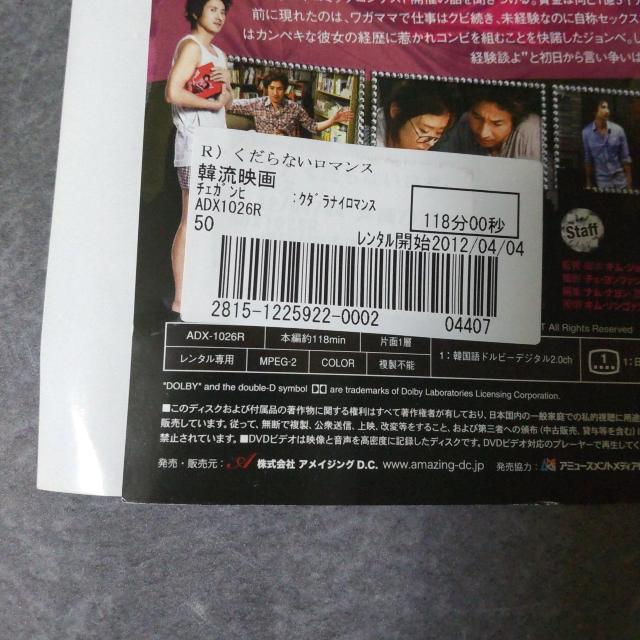 前に現れたのは、ワガママで仕事はクビ続き、未経験なのに自称セックス
はカンペキな彼女の経歴に惹かれコンビを組むことを快諾したジョンベ。し
経験談よ"と初日から言い争いは
R）くだらないロマンス
韓流映画
ﾁｪｶﾞﾝﾋ :ｸﾀﾞﾗﾅｲﾛﾏﾝｽ
ADX1026R
118分00秒
50
レンタル開始2012/04/04
2815-1225922-0002 04407
Staff
All Rights Reserved
ADX-1026R 本編約118min 片面1層
レンタル専用 MPEG-2 COLOR 複製不能
1：韓国語ドルビーデジタル2.0ch
1
1：日
"DOLBY" and the double-D symbol are trademarks of Dolby Laboratories Licensing Corporation.
■このディスクおよび付属品の著作物に関する権利はすべて著作権者が有しており、日本国内の一般家庭での私的視聴に用途
販売しています。従って、無断で複製、公衆送信、上映、改変等をすること、および第三者への頒布（中古販売、貸与等を含む）
禁止されています。■DVDビデオは映像と音声を高密度に記録したディスクです。DVDビデオ対応のプレーヤーで再生してく
発売・販売元： 株式会社 アメイジングD.C. www.amazing-dc.jp 発売協力： アミューズメントメディア